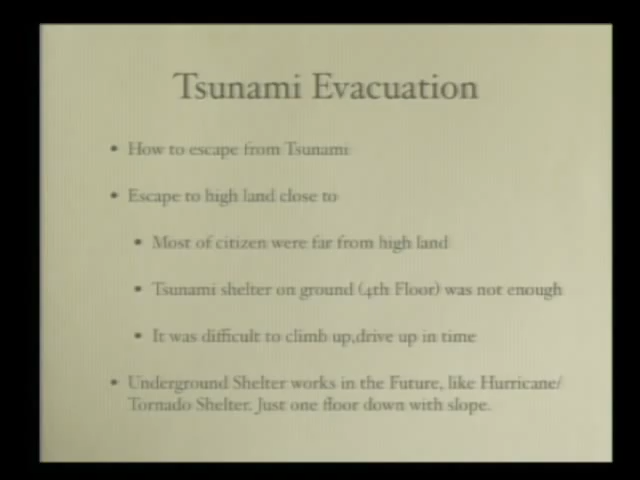 Tsunami Evacuation
• How to escape from Tsunami
• Escape to high land close to
• Most of citizen were far from high land
• Tsunami shelter on ground (4th Floor) was not enough
• It was difficult to climb up,drive up in time
• Underground Shelter works in the Future, like Hurricane/
Tornado Shelter. Just one floor down with slope.